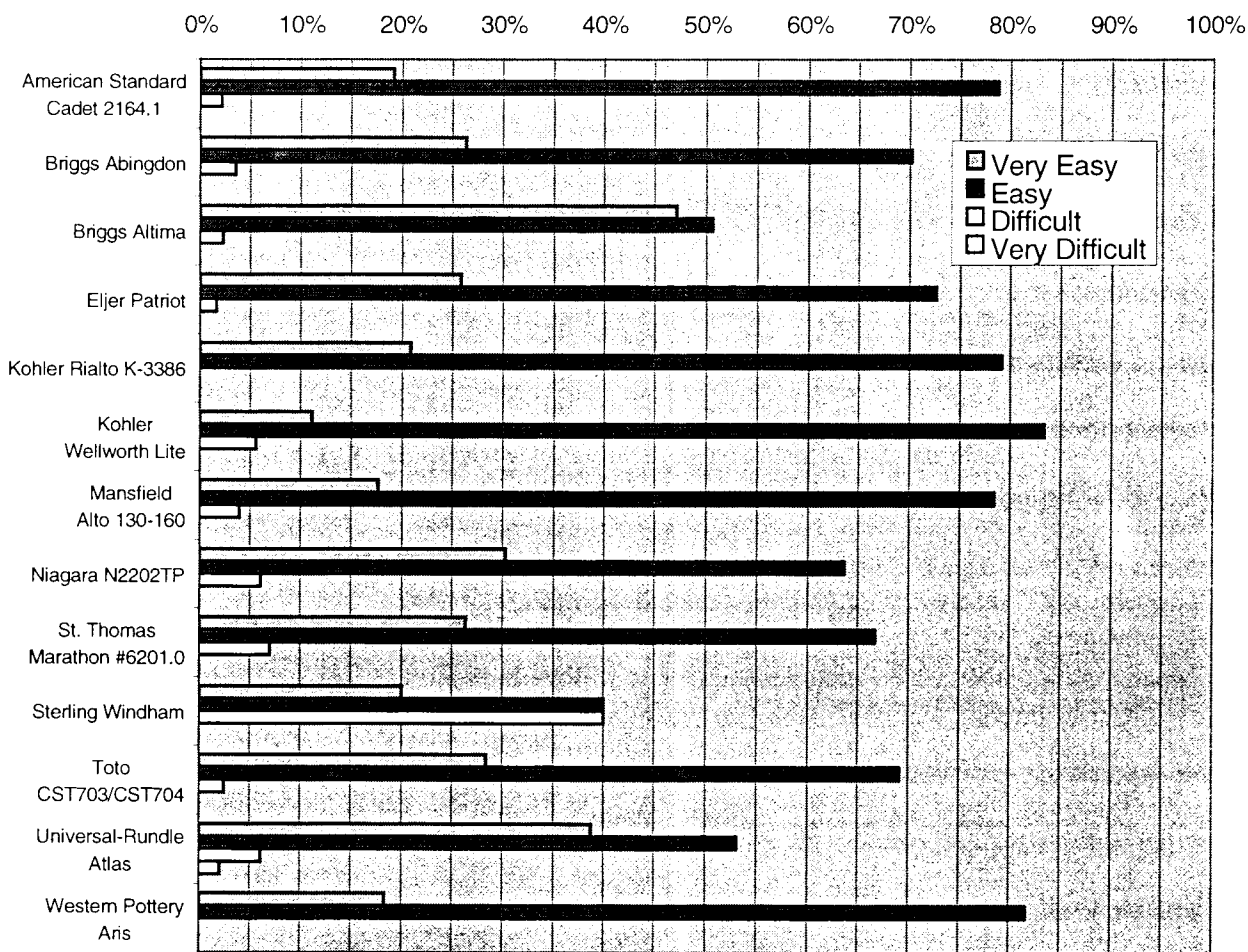 0% 10% 20% 30% 40% 50% 60% 70% 80% 90% 100%
American Standard
Cadet 2164.1
Briggs Abingdon
Very Easy
Easy
Difficult
Very Difficult
Briggs Altima
Eljer Patriot
Kohler Rialto K-3386
Kohler
Wellworth Lite
Mansfield
Alto 130-160
Niagara N2202TP
St. Thomas
Marathon #6201.0
Sterling Windham
Toto
CST703/CST704
Universal-Rundle
Atlas
Western Pottery
Aris